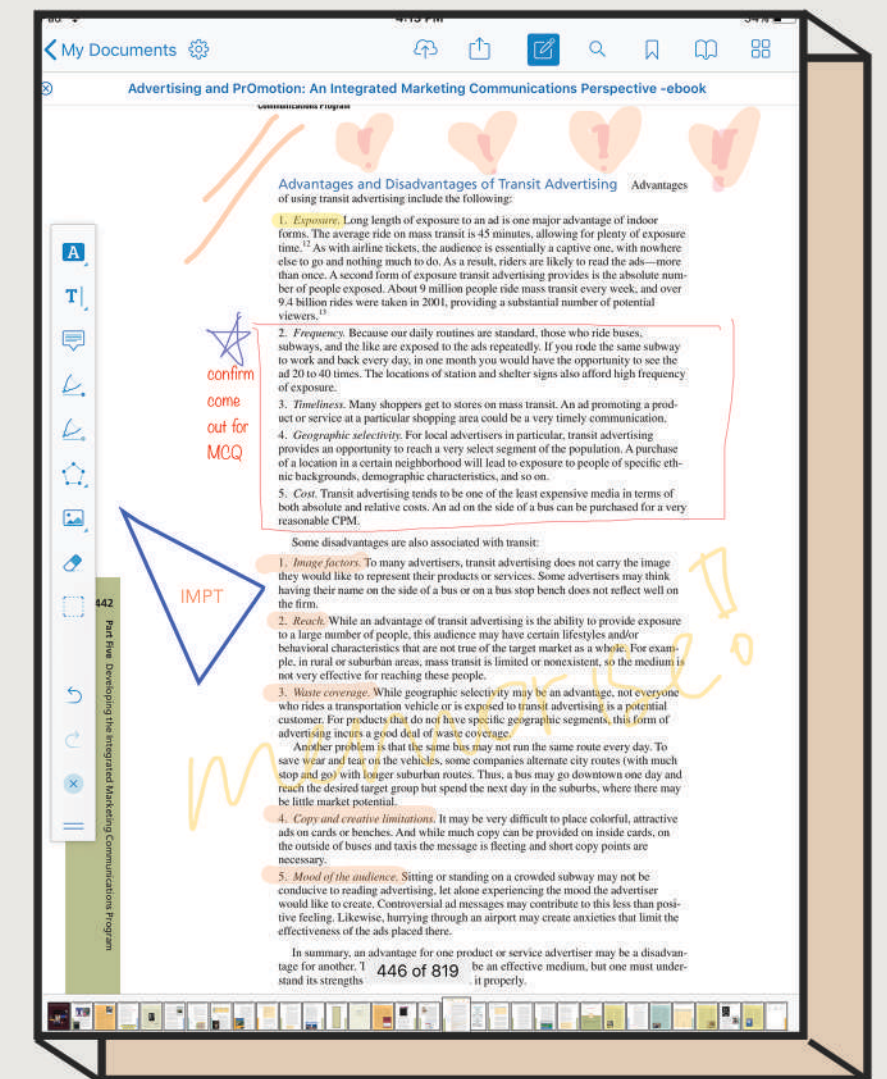 4:15 PM
54%
My Documents
Advertising and PrOmotion: An Integrated Marketing Communications Perspective -ebook
Communications Program
Advantages and Disadvantages of Transit Advertising Advantages
of using transit advertising include the following:
1. Exposure. Long length of exposure to an ad is one major advantage of indoor
forms. The average ride on mass transit is 45 minutes, allowing for plenty of exposure
time.12 As with airline tickets, the audience is essentially a captive one, with nowhere
else to go and nothing much to do. As a result, riders are likely to read the ads—more
than once. A second form of exposure transit advertising provides is the absolute num-
ber of people exposed. About 9 million people ride mass transit every week, and over
9.4 billion rides were taken in 2001, providing a substantial number of potential
viewers.13
2. Frequency. Because our daily routines are standard, those who ride buses,
subways, and the like are exposed to the ads repeatedly. If you rode the same subway
to work and back every day, in one month you would have the opportunity to see the
ad 20 to 40 times. The locations of station and shelter signs also afford high frequency
of exposure.
confirm
come
out for
MCQ
3. Timeliness. Many shoppers get to stores on mass transit. An ad promoting a prod-
uct or service at a particular shopping area could be a very timely communication.
4. Geographic selectivity. For local advertisers in particular, transit advertising
provides an opportunity to reach a very select segment of the population. A purchase
of a location in a certain neighborhood will lead to exposure to people of specific eth-
nic backgrounds, demographic characteristics, and so on.
5. Cost. Transit advertising tends to be one of the least expensive media in terms of
both absolute and relative costs. An ad on the side of a bus can be purchased for a very
reasonable CPM.
Some disadvantages are also associated with transit:
1. Image factors. To many advertisers, transit advertising does not carry the image
they would like to represent their products or services. Some advertisers may think
having their name on the side of a bus or on a bus stop bench does not reflect well on
the firm.
IMPT
2. Reach. While an advantage of transit advertising is the ability to provide exposure
to a large number of people, this audience may have certain lifestyles and/or
behavioral characteristics that are not true of the target market as a whole. For exam-
ple, in rural or suburban areas, mass transit is limited or nonexistent, so the medium is
not very effective for reaching these people.
3. Waste coverage. While geographic selectivity may be an advantage, not everyone
who rides a transportation vehicle or is exposed to transit advertising is a potential
customer. For products that do not have specific geographic segments, this form of
advertising incurs a good deal of waste coverage.
Another problem is that the same bus may not run the same route every day. To
save wear and tear on the vehicles, some companies alternate city routes (with much
stop and go) with longer suburban routes. Thus, a bus may go downtown one day and
reach the desired target group but spend the next day in the suburbs, where there may
be little market potential.
memorise!!
4. Copy and creative limitations. It may be very difficult to place colorful, attractive
ads on cards or benches. And while much copy can be provided on inside cards, on
the outside of buses and taxis the message is fleeting and short copy points are
necessary.
5. Mood of the audience. Sitting or standing on a crowded subway may not be
conducive to reading advertising, let alone experiencing the mood the advertiser
would like to create. Controversial ad messages may contribute to this less than posi-
tive feeling. Likewise, hurrying through an airport may create anxieties that limit the
effectiveness of the ads placed there.
In summary, an advantage for one product or service advertiser may be a disadvan-
tage for another. T be an effective medium, but one must under-
stand its strengths it properly.
446 of 819
442
Part Five Developing the Integrated Marketing Communications Program